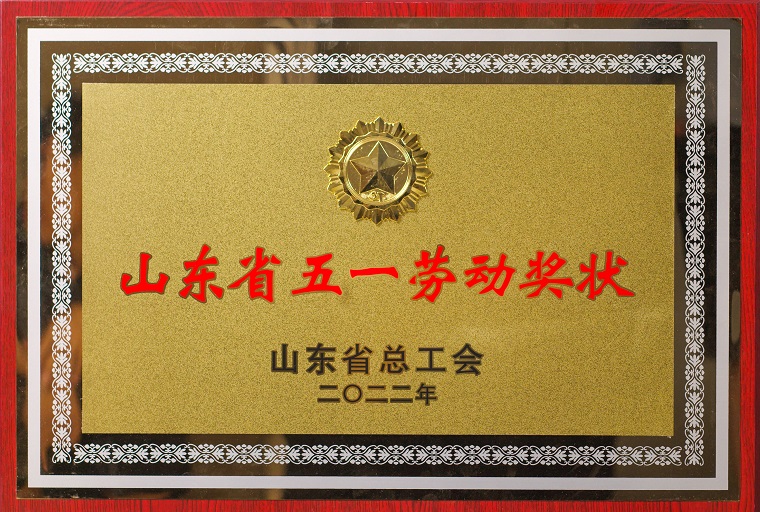 山东省五一劳动奖状
山东省总工会
二〇二二年